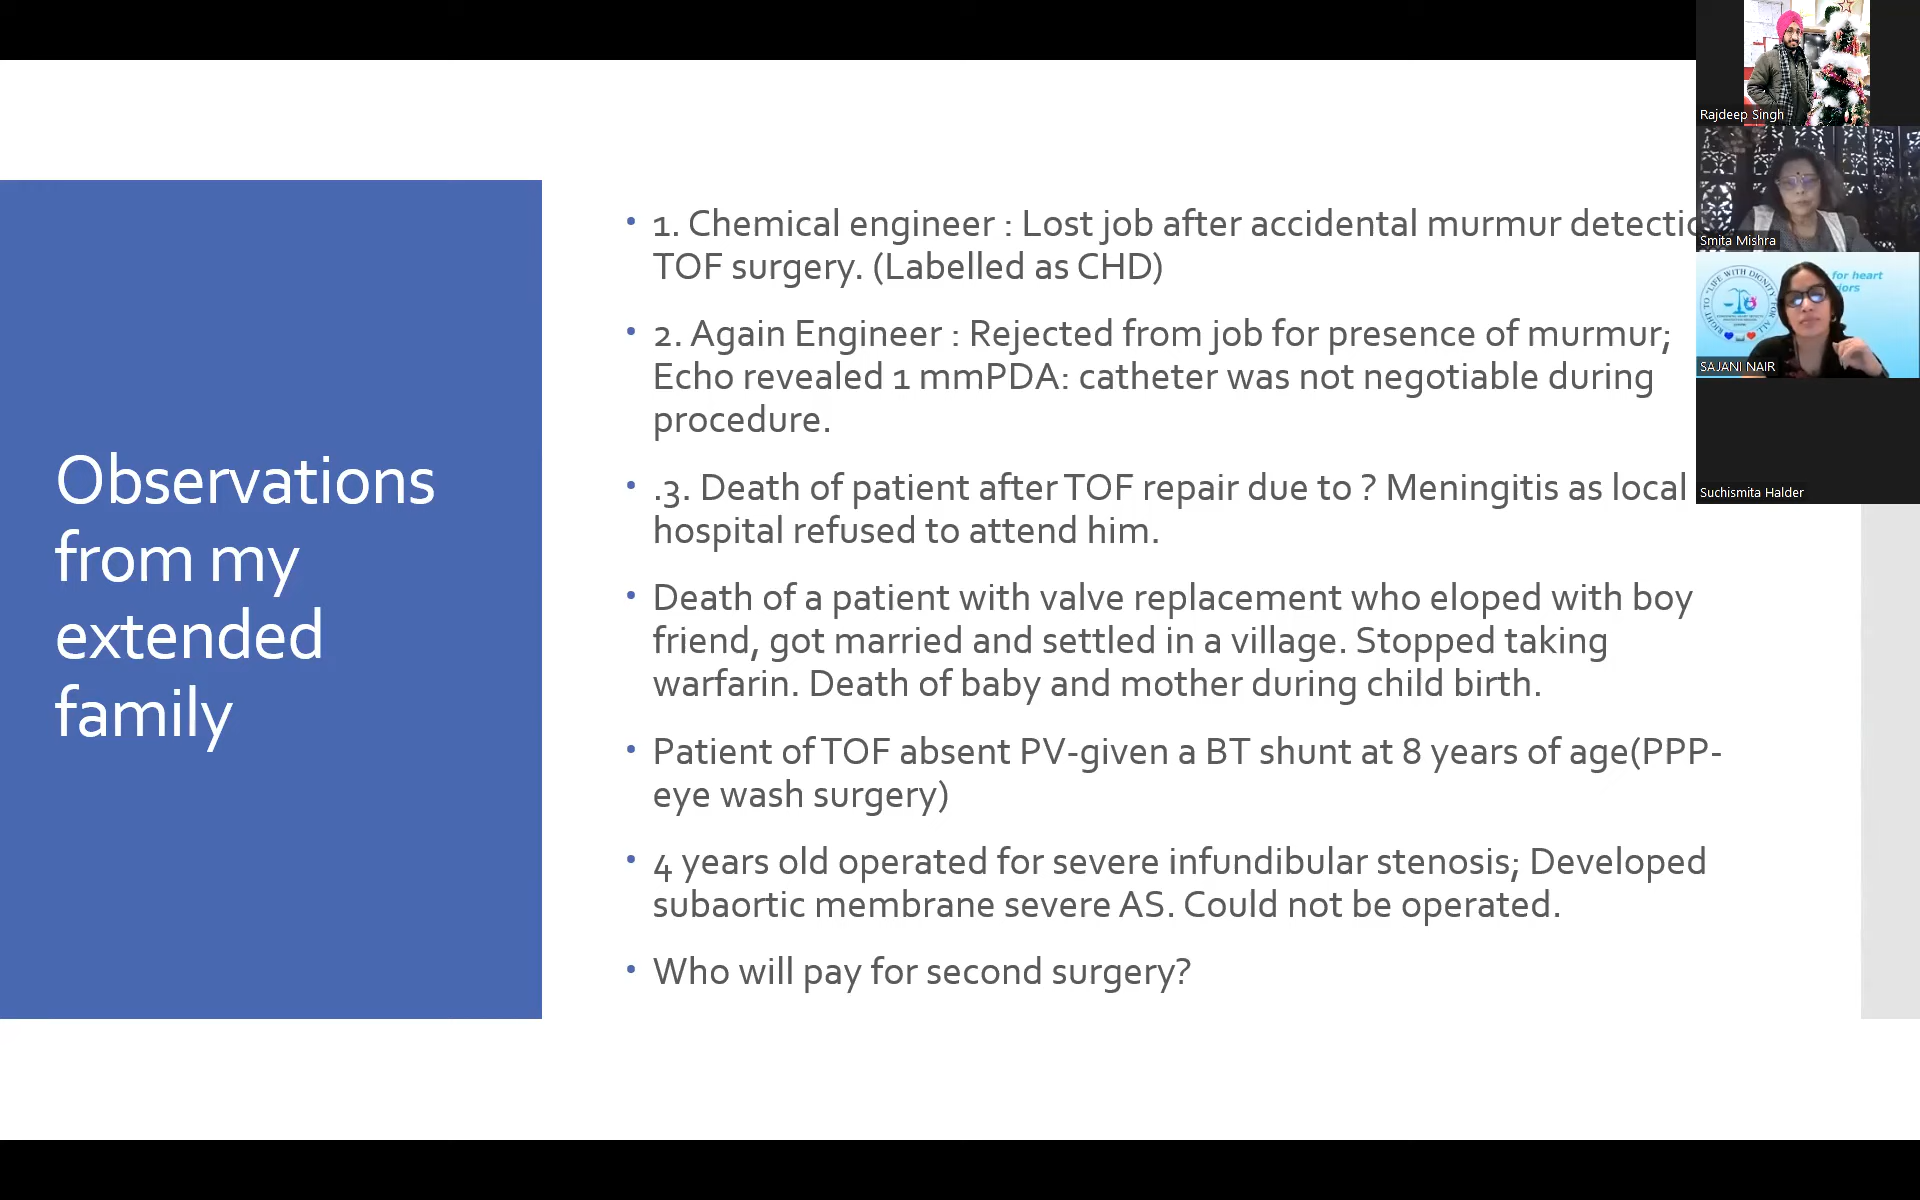 Observations
from my
extended
family
• 1. Chemical engineer : Lost job after accidental murmur
TOF surgery. (Labelled as CHD)
• 2. Again Engineer : Rejected from job for presence of murmur;
Echo revealed 1 mmPDA: catheter was not negotiable during
procedure.
• .3. Death of patient after TOF repair due to ? Meningitis as local
hospital refused to attend him.
• Death of a patient with valve replacement who eloped with boy
friend, got married and settled in a village. Stopped taking
warfarin. Death of baby and mother during child birth.
• Patient of TOF absent PV-given a BT shunt at 8 years of age(PPP-
eye wash surgery)
• 4 years old operated for severe infundibular stenosis; Developed
subaortic membrane severe AS. Could not be operated.
• Who will pay for second surgery?
Rajdeep Singh
Smita Mishra
for heart
RIGHT TO "LIFE WITH DIGNITY FOR ALL"
SAJANI NAIR
Suchismita Halder